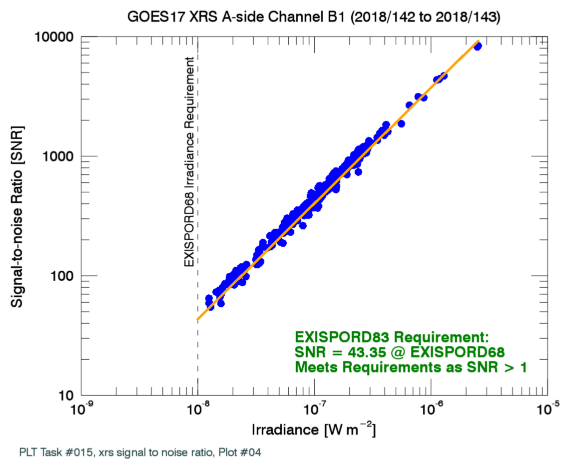 GOES17 XRS A-side Channel B1 (2018/142 to 2018/143)
10000
1000
100
10
Signal-to-noise Ratio [SNR]
EXISPORD68 Irradiance Requirement
EXISPORD83 Requirement:
SNR = 43.35 @ EXISPORD68
Meets Requirements as SNR > 1
10⁻⁹ 10⁻⁸ 10⁻⁷ 10⁻⁶ 10⁻⁵
Irradiance [W m⁻²]
PLT Task #015, xrs signal to noise ratio, Plot #04